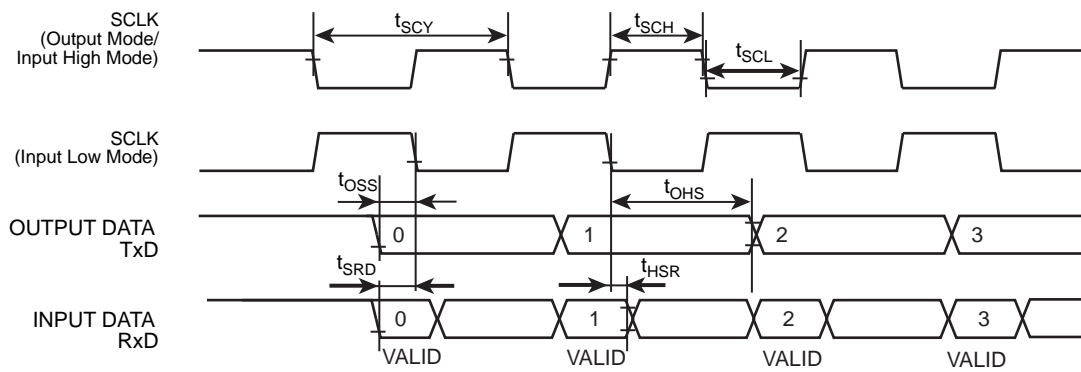 SCLK
(Output Mode/
Input High Mode)
tSCY
tSCH
tSCL
SCLK
(Input Low Mode)
tOSS
tOHS
OUTPUT DATA
TxD
0
1
2
3
tSRD
tHSR
INPUT DATA
RxD
0
1
2
3
VALID
VALID
VALID
VALID